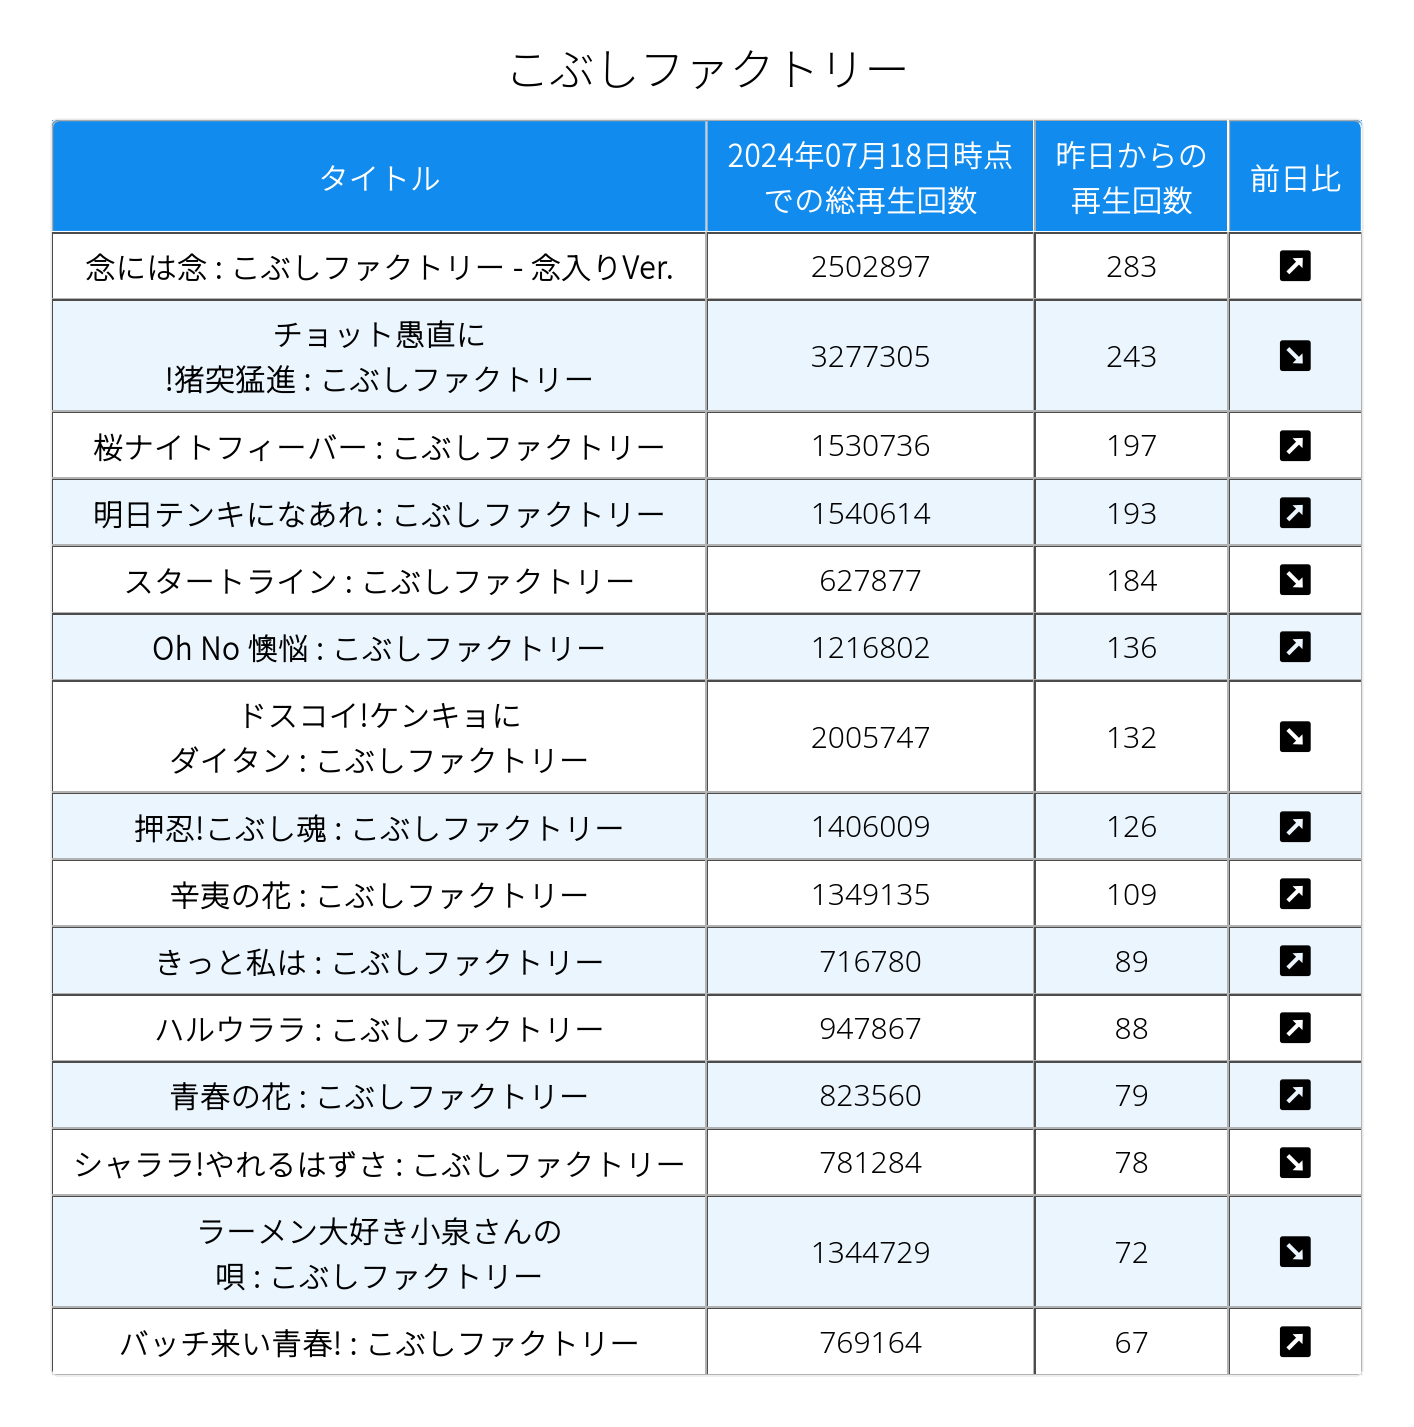 こぶしファクトリー
タイトル
2024年07月18日時点
での総再生回数
昨日からの
再生回数
前日比
念には念 : こぶしファクトリー - 念入りVer.
2502897
283
チョット愚直に
!猪突猛進 : こぶしファクトリー
3277305
243
桜ナイトフィーバー : こぶしファクトリー
1530736
197
明日テンキになあれ : こぶしファクトリー
1540614
193
スタートライン : こぶしファクトリー
627877
184
Oh No 懊悩 : こぶしファクトリー
1216802
136
ドスコイ!ケンキョに
ダイタン : こぶしファクトリー
2005747
132
押忍!こぶし魂 : こぶしファクトリー
1406009
126
辛夷の花 : こぶしファクトリー
1349135
109
きっと私は : こぶしファクトリー
716780
89
ハルウララ : こぶしファクトリー
947867
88
青春の花 : こぶしファクトリー
823560
79
シャララ!やれるはずさ : こぶしファクトリー
781284
78
ラーメン大好き小泉さんの
唄 : こぶしファクトリー
1344729
72
バッチ来い青春! : こぶしファクトリー
769164
67